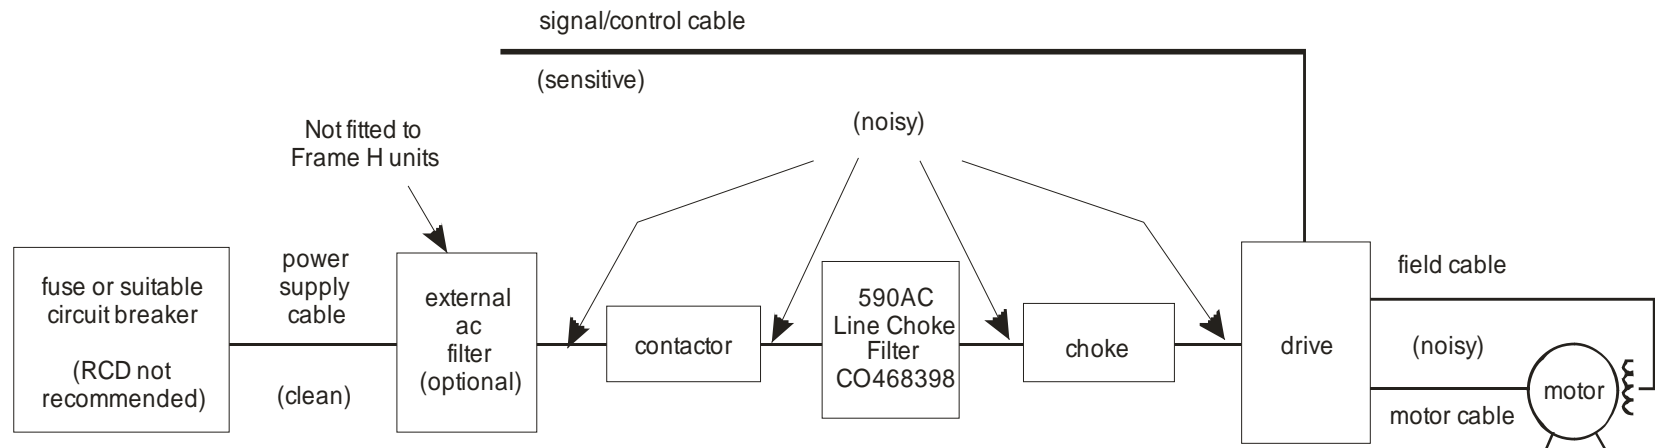 signal/control cable
(sensitive)
(noisy)
Not fitted to
Frame H units
fuse or suitable
circuit breaker
(RCD not
recommended)
power
supply
cable
(clean)
external
ac
filter
(optional)
contactor
590AC
Line Choke
Filter
CO468398
choke
drive
field cable
(noisy)
motor cable
motor